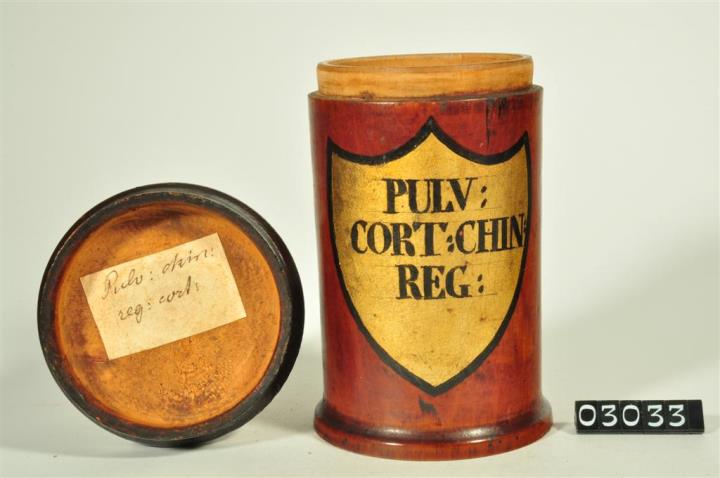 PULV:
CORT:CHIN:
REG:
Pulv: chin:
reg: cort:
03033